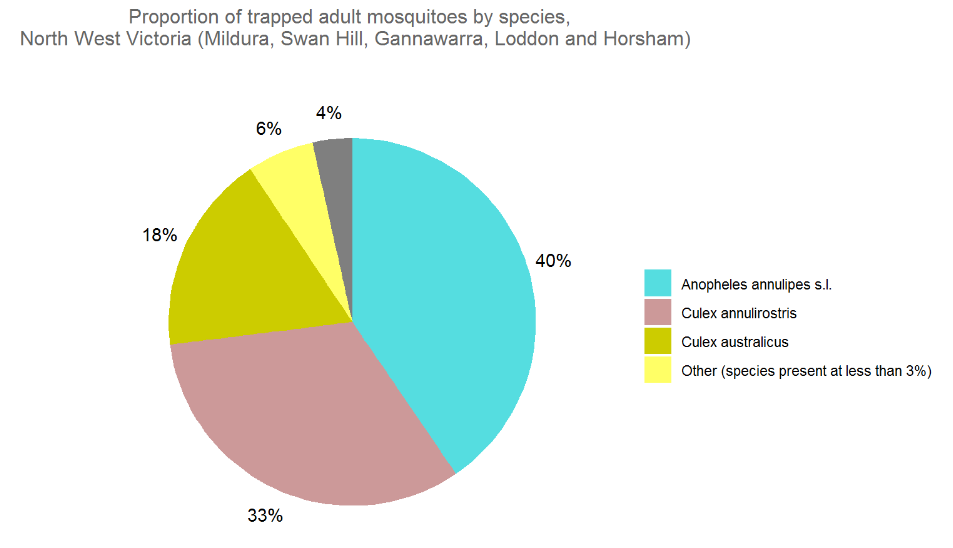 Proportion of trapped adult mosquitoes by species,
North West Victoria (Mildura, Swan Hill, Gannawarra, Loddon and Horsham)
4%
6%
18%
40%
33%
Anopheles annulipes s.l.
Culex annulirostris
Culex australicus
Other (species present at less than 3%)